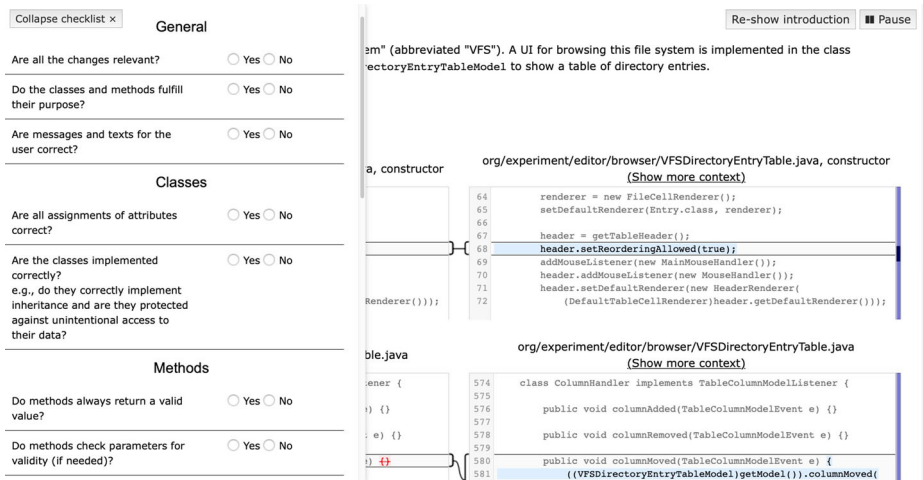 Collapse checklist ×
General
Are all the changes relevant?
Yes No
Do the classes and methods fulfill
their purpose?
Yes No
Are messages and texts for the
user correct?
Yes No
Classes
Are all assignments of attributes
correct?
Yes No
Are the classes implemented
correctly?
e.g., do they correctly implement
inheritance and are they protected
against unintentional access to
their data?
Yes No
Methods
Do methods always return a valid
value?
Yes No
Do methods check parameters for
validity (if needed)?
Yes No
Re-show introduction
Pause
em" (abbreviated "VFS"). A UI for browsing this file system is implemented in the class
ectoryEntryTableModel to show a table of directory entries.
a, constructor
Renderer()));
org/experiment/editor/browser/VFSDirectoryEntryTable.java, constructor
(Show more context)
64 renderer = new FileCellRenderer();
65 setDefaultRenderer(Entry.class, renderer);
66
67 header = getTableHeader();
68 header.setReorderingAllowed(true);
69 addMouseListener(new MainMouseHandler());
70 header.addMouseListener(new MouseHandler());
71 header.setDefaultRenderer(new HeaderRenderer(
72 (DefaultTableCellRenderer)header.getDefaultRenderer()));
ble.java
ener {
) {}
e) {}
) {}
org/experiment/editor/browser/VFSDirectoryEntryTable.java
(Show more context)
574 class ColumnHandler implements TableColumnModelListener {
575
576 public void columnAdded(TableColumnModelEvent e) {}
577
578 public void columnRemoved(TableColumnModelEvent e) {}
579
580 public void columnMoved(TableColumnModelEvent e) {
581 ((VFSDirectoryEntryTableModel)getModel()).columnMoved(